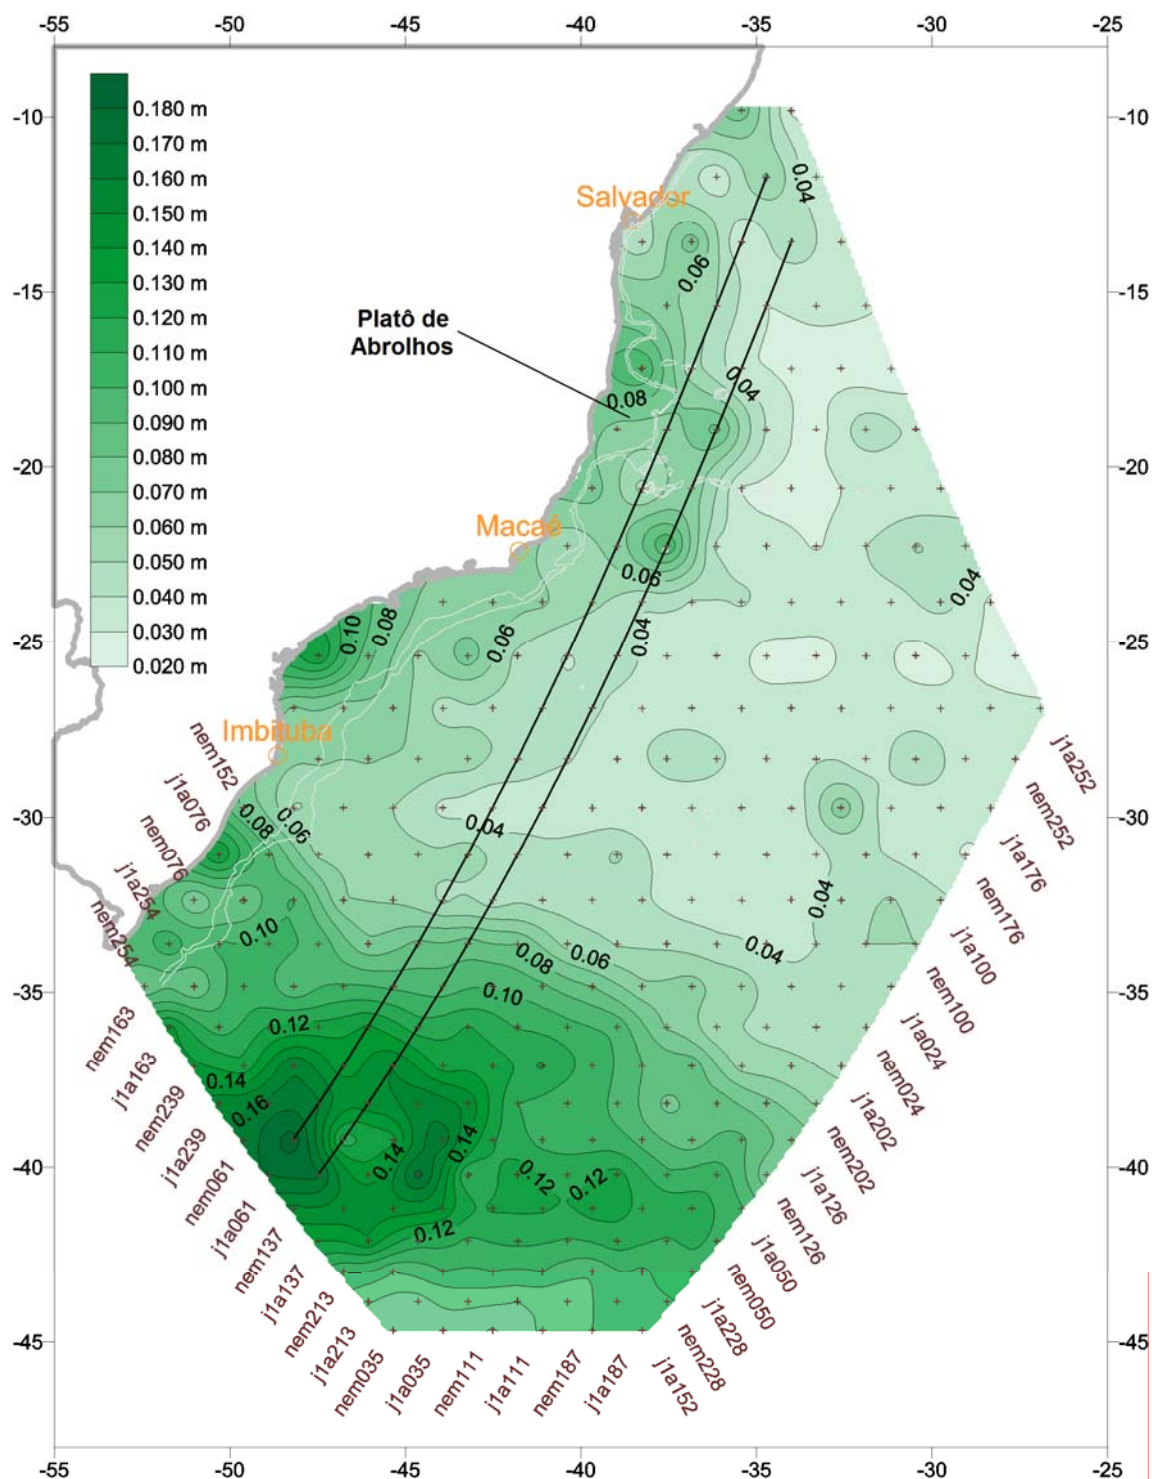 -55 -50 -45 -40 -35 -30 -25
-10 -10
-15 -15
-20 -20
-25 -25
-30 -30
-35 -35
-40 -40
-45 -45
0.180 m
0.170 m
0.160 m
0.150 m
0.140 m
0.130 m
0.120 m
0.110 m
0.100 m
0.090 m
0.080 m
0.070 m
0.060 m
0.050 m
0.040 m
0.030 m
0.020 m
Salvador
Platô de
Abrolhos
Macaé
Imbituba
0.04
0.06
0.04
0.08
0.06
0.04
0.04
0.10
0.08
0.06
0.08
0.06
0.04
0.04
0.10
0.08
0.06
0.04
0.10
0.12
0.14
0.16
0.14
0.14
0.12
0.12
0.12
nem152
j1a076
nem076
j1a254
nem254
nem163
j1a163
nem239
j1a239
nem061
j1a061
nem137
j1a137
nem213
j1a213
nem035
j1a035
nem111
j1a111
nem187
j1a187
j1a152
nem228
j1a228
nem050
j1a050
nem126
j1a126
nem202
j1a202
nem024
j1a024
nem100
j1a100
nem176
j1a176
nem252
j1a252
-55 -50 -45 -40 -35 -30 -25